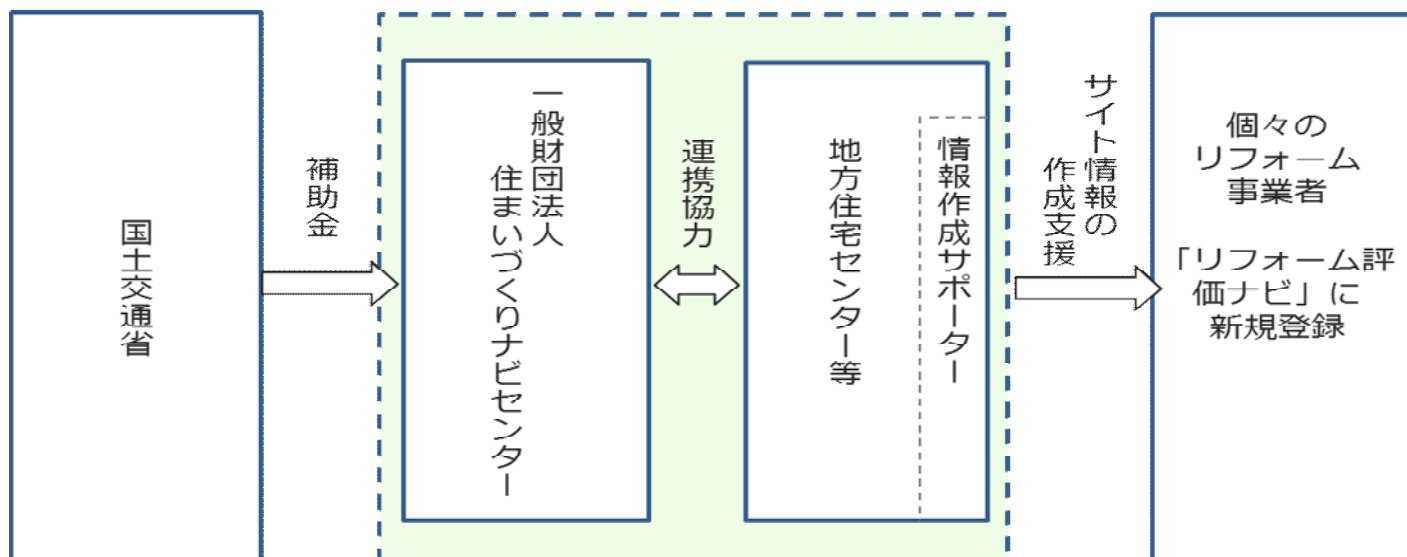 国土交通省
補助金
一般財団法人
住まいづくりナビセンター
連携協力
地方住宅センター等
情報作成サポーター
サイト情報の
作成支援
個々の
リフォーム
事業者
「リフォーム評
価ナビ」に
新規登録